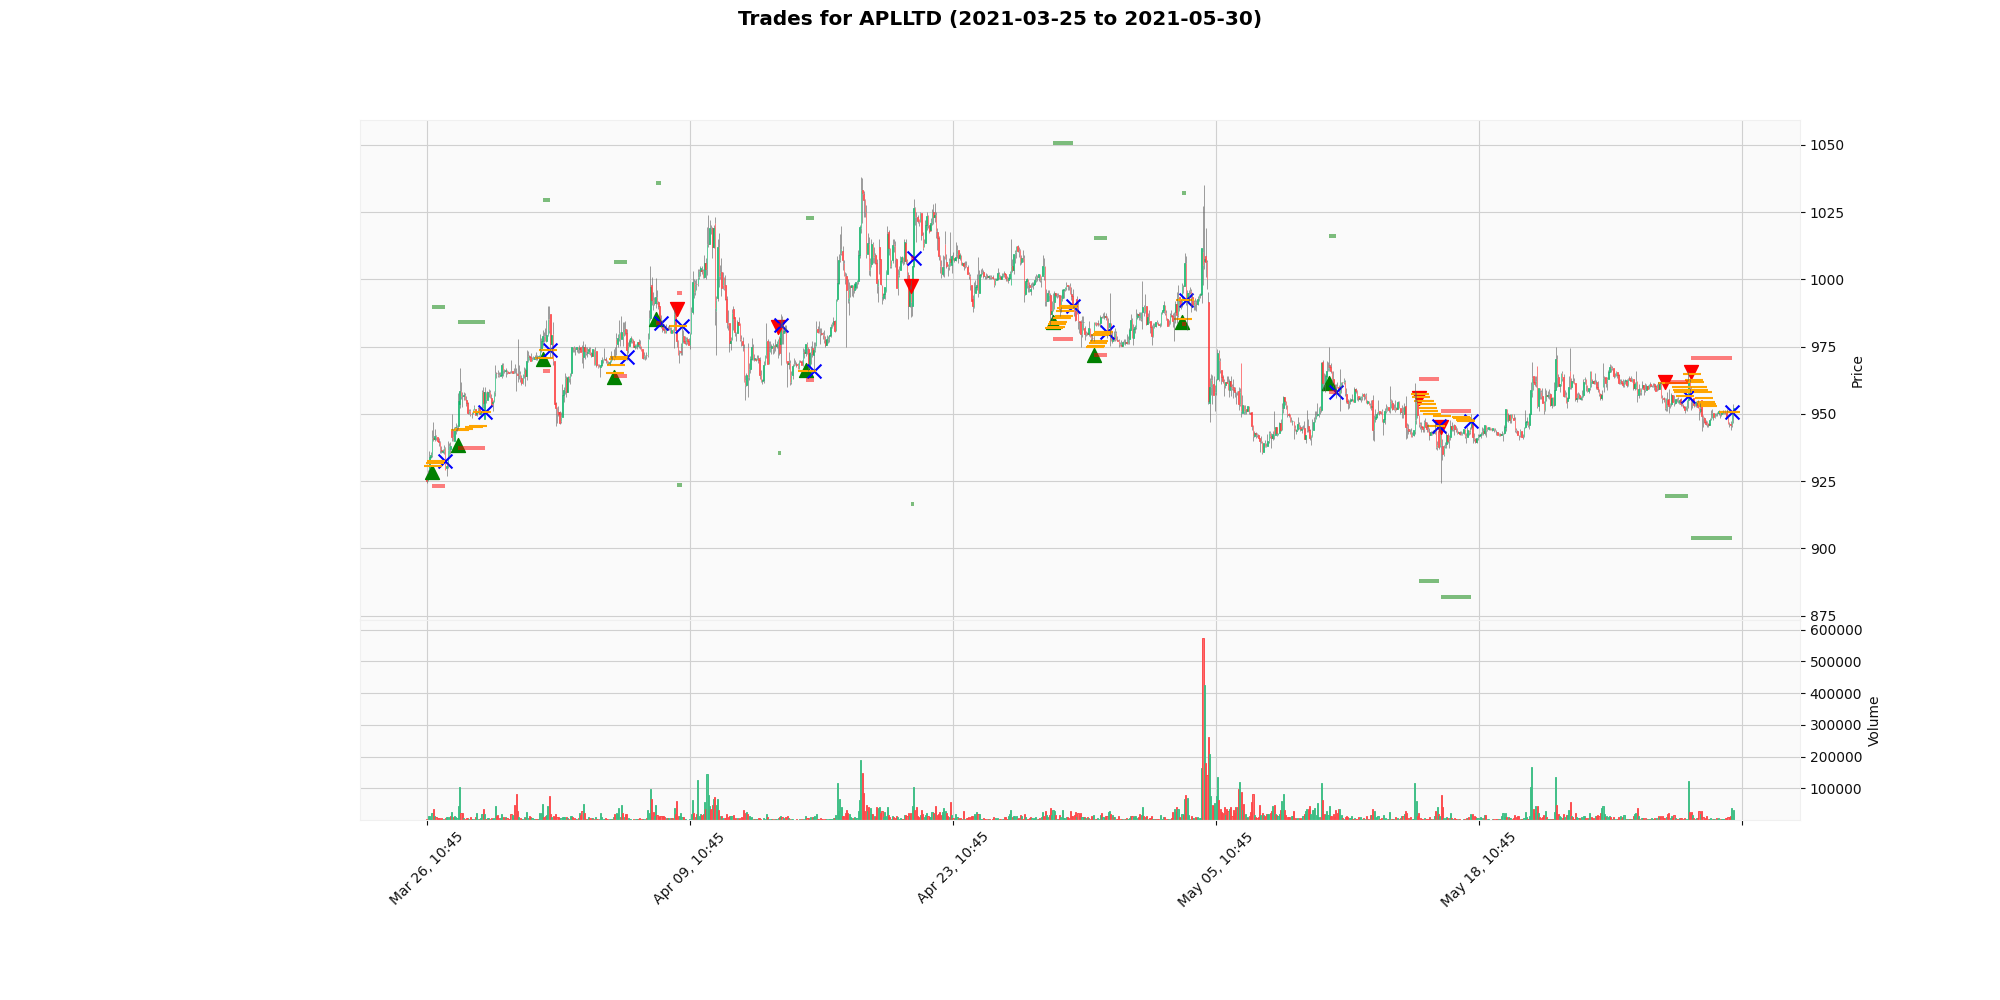 Trades for APLLTD (2021-03-25 to 2021-05-30)
1050
1025
1000
975
950
925
900
875
Price
600000
500000
400000
300000
200000
100000
Volume
Mar 26, 10:45
Apr 09, 10:45
Apr 23, 10:45
May 05, 10:45
May 18, 10:45